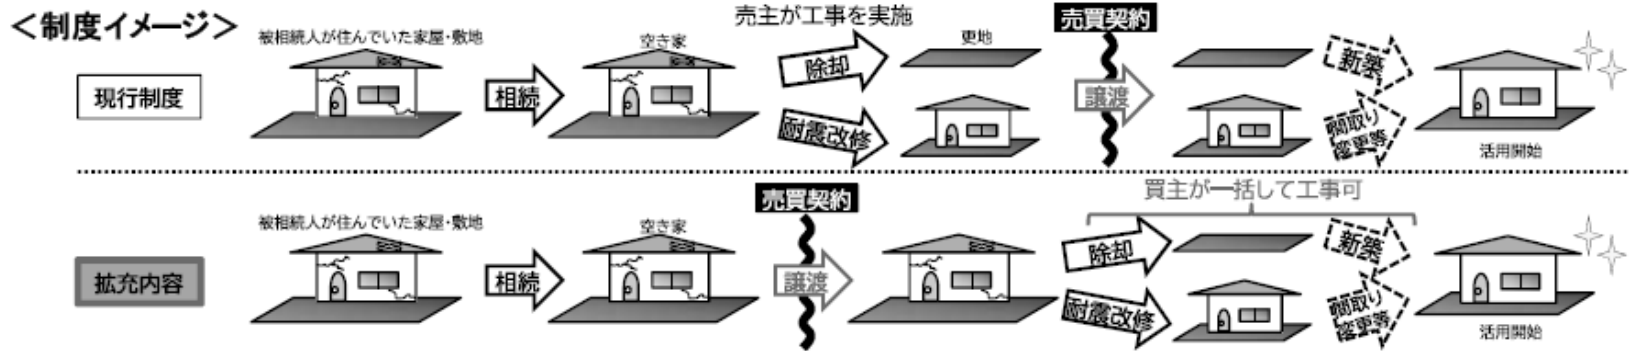 ＜制度イメージ＞
現行制度
被相続人が住んでいた家屋・敷地
相続
空き家
売主が工事を実施
除却
更地
耐震改修
売買契約
譲渡
新築
間取り
変更等
活用開始
拡充内容
被相続人が住んでいた家屋・敷地
相続
空き家
売買契約
譲渡
買主が一括して工事可
除却
耐震改修
新築
間取り
変更等
活用開始